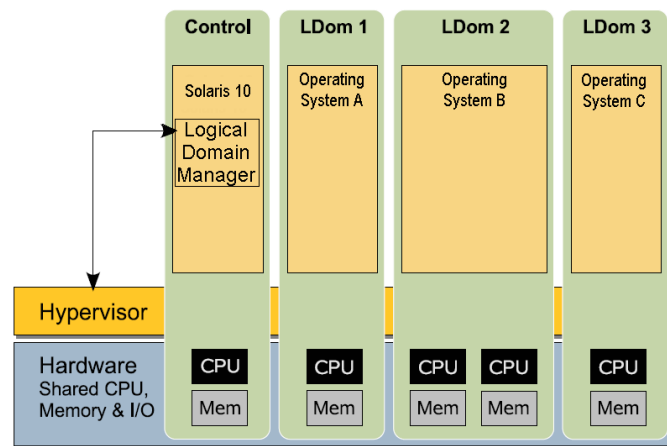 Control
LDom 1
LDom 2
LDom 3
Solaris 10
Logical
Domain
Manager
Operating
System A
Operating
System B
Operating
System C
Hypervisor
Hardware
Shared CPU,
Memory & I/O
CPU
CPU
CPU
CPU
CPU
Mem
Mem
Mem
Mem
Mem